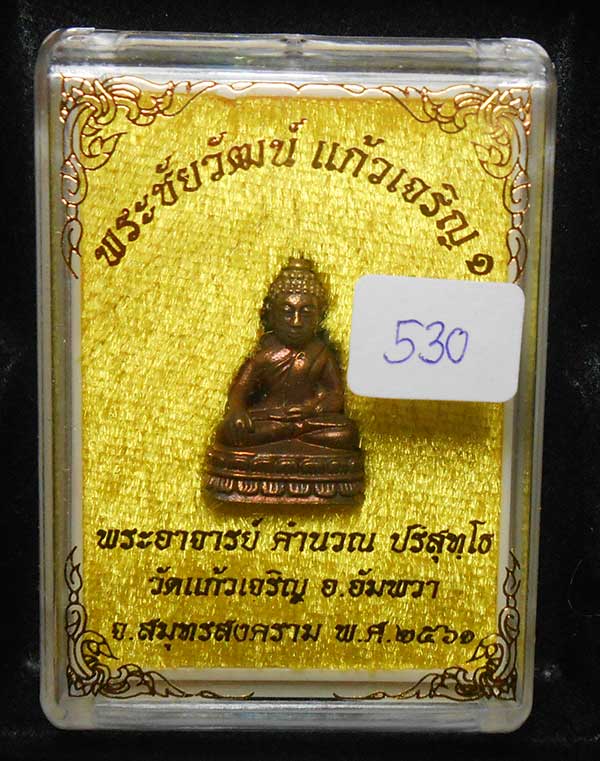 พระชัยวัฒน์ แก้วเจริญ ๑
530
พระอาจารย์ คำนวณ ปริสุทฺโธ
วัดแก้วเจริญ อ.อัมพวา
จ.สมุทรสงคราม พ.ศ.๒๕๖๑